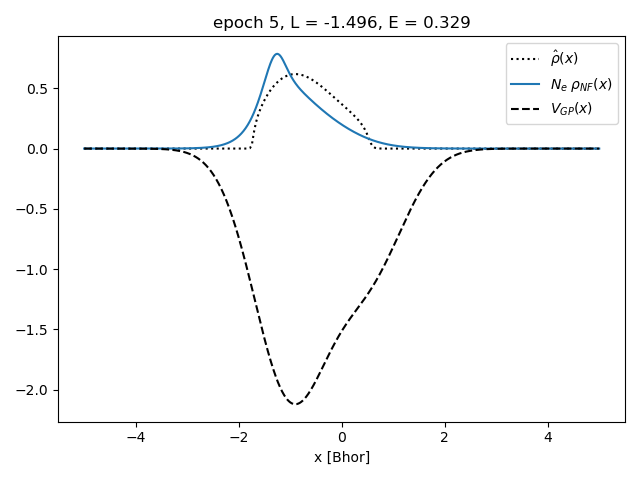 epoch 5, L = -1.496, E = 0.329
ρ̂(x)
Nₑ ρ_NF(x)
V_GP(x)
0.5
0.0
−0.5
−1.0
−1.5
−2.0
−4
−2
0
2
4
x [Bhor]